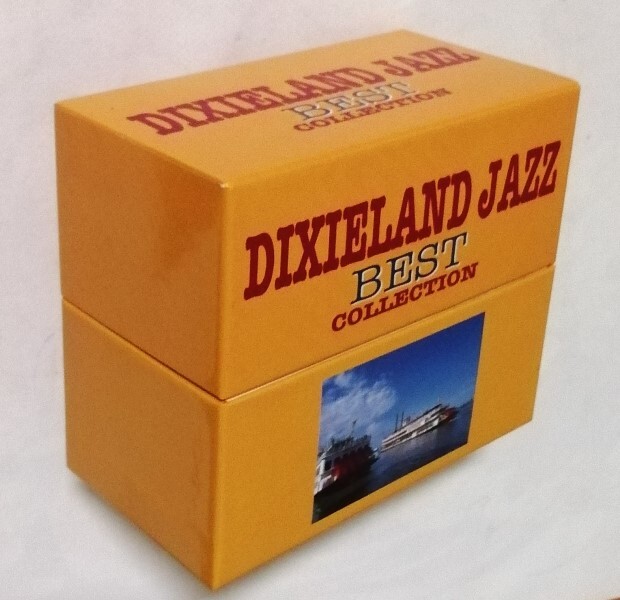 DIXIELAND JAZZ
BEST
COLLECTION
DIXIELAND JAZZ
BEST
COLLECTION